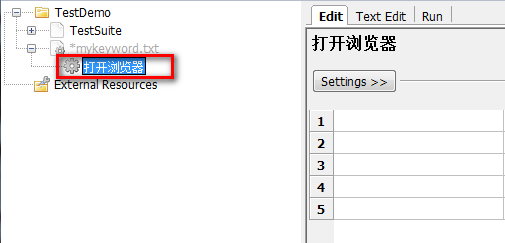 TestDemo
TestSuite
*mykeyword.txt
打开浏览器
External Resources
Edit
Text Edit
Run
打开浏览器
Settings >>
1
2
3
4
5